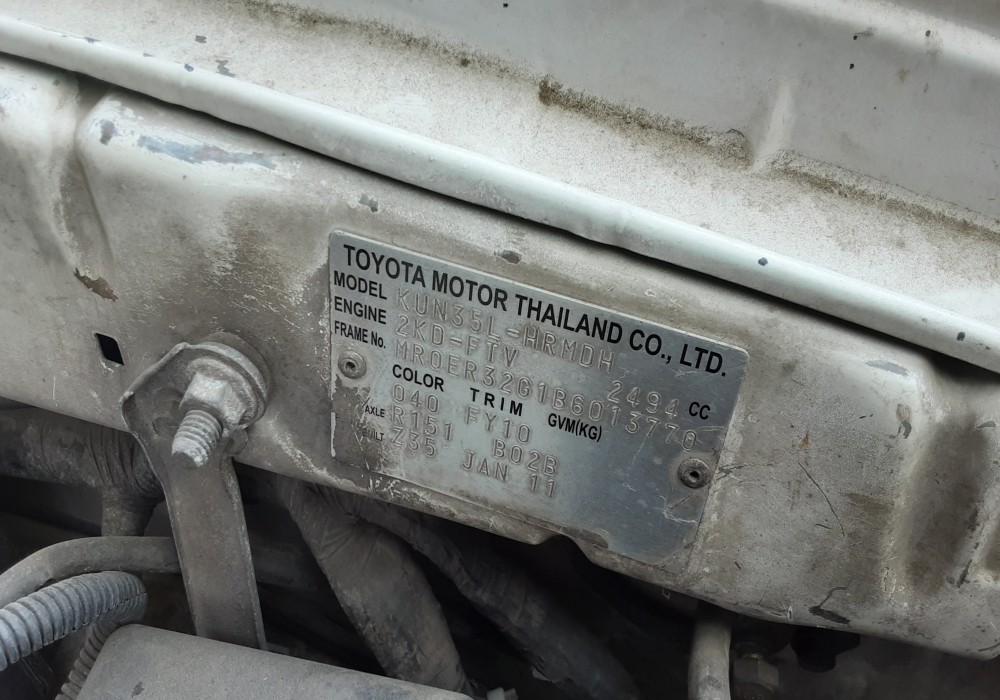 TOYOTA MOTOR THAILAND CO., LTD.
MODEL KUN35L-HRMDH
ENGINE 2KD-FTV 2494 CC
FRAME No. MR0ER32G1B6013770
COLOR TRIM GVM(KG)
040 FY10
AXLE R151 B02B
BUILT Z35 JAN 11